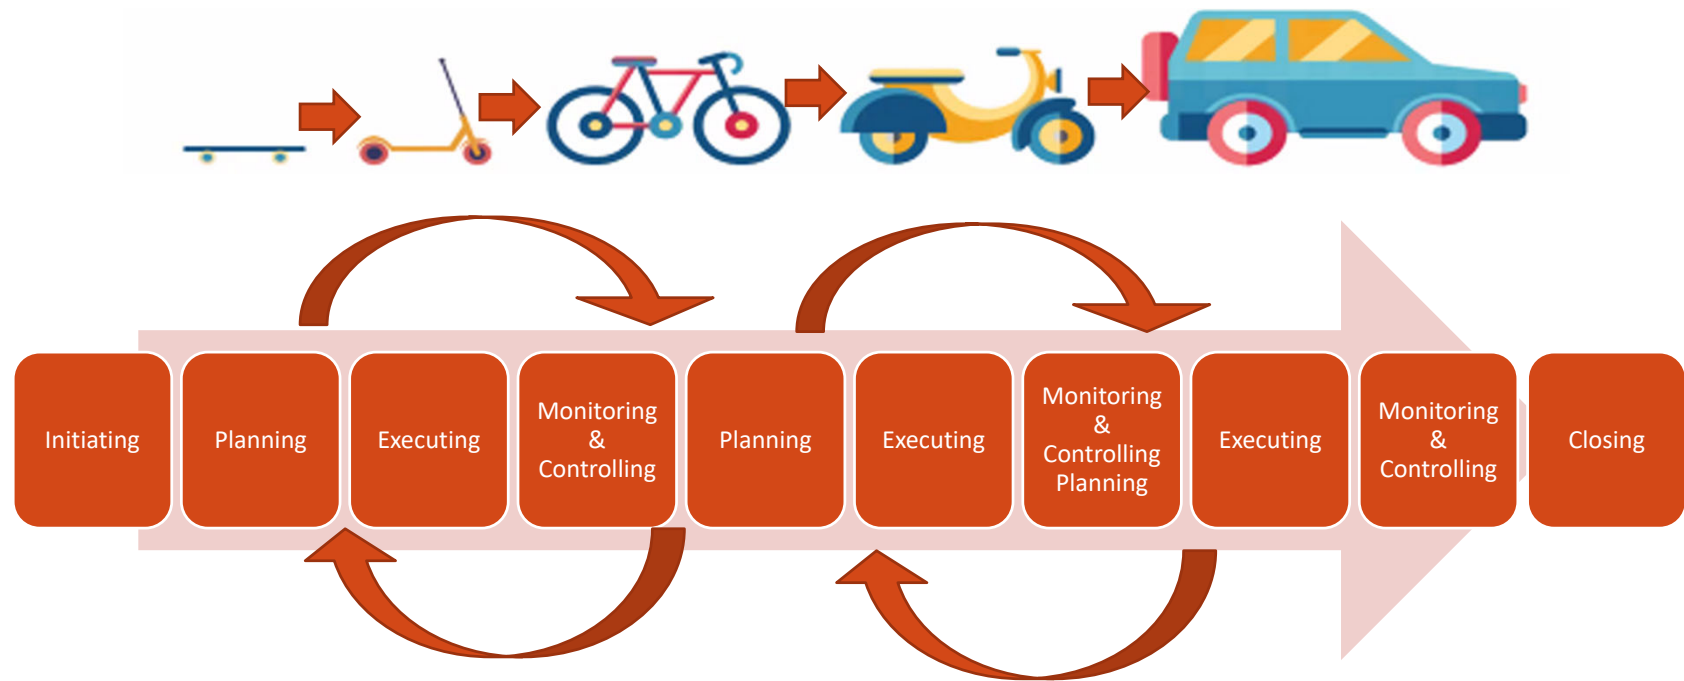 Initiating
Planning
Executing
Monitoring
&
Controlling
Planning
Executing
Monitoring
&
Controlling
Planning
Executing
Monitoring
&
Controlling
Closing